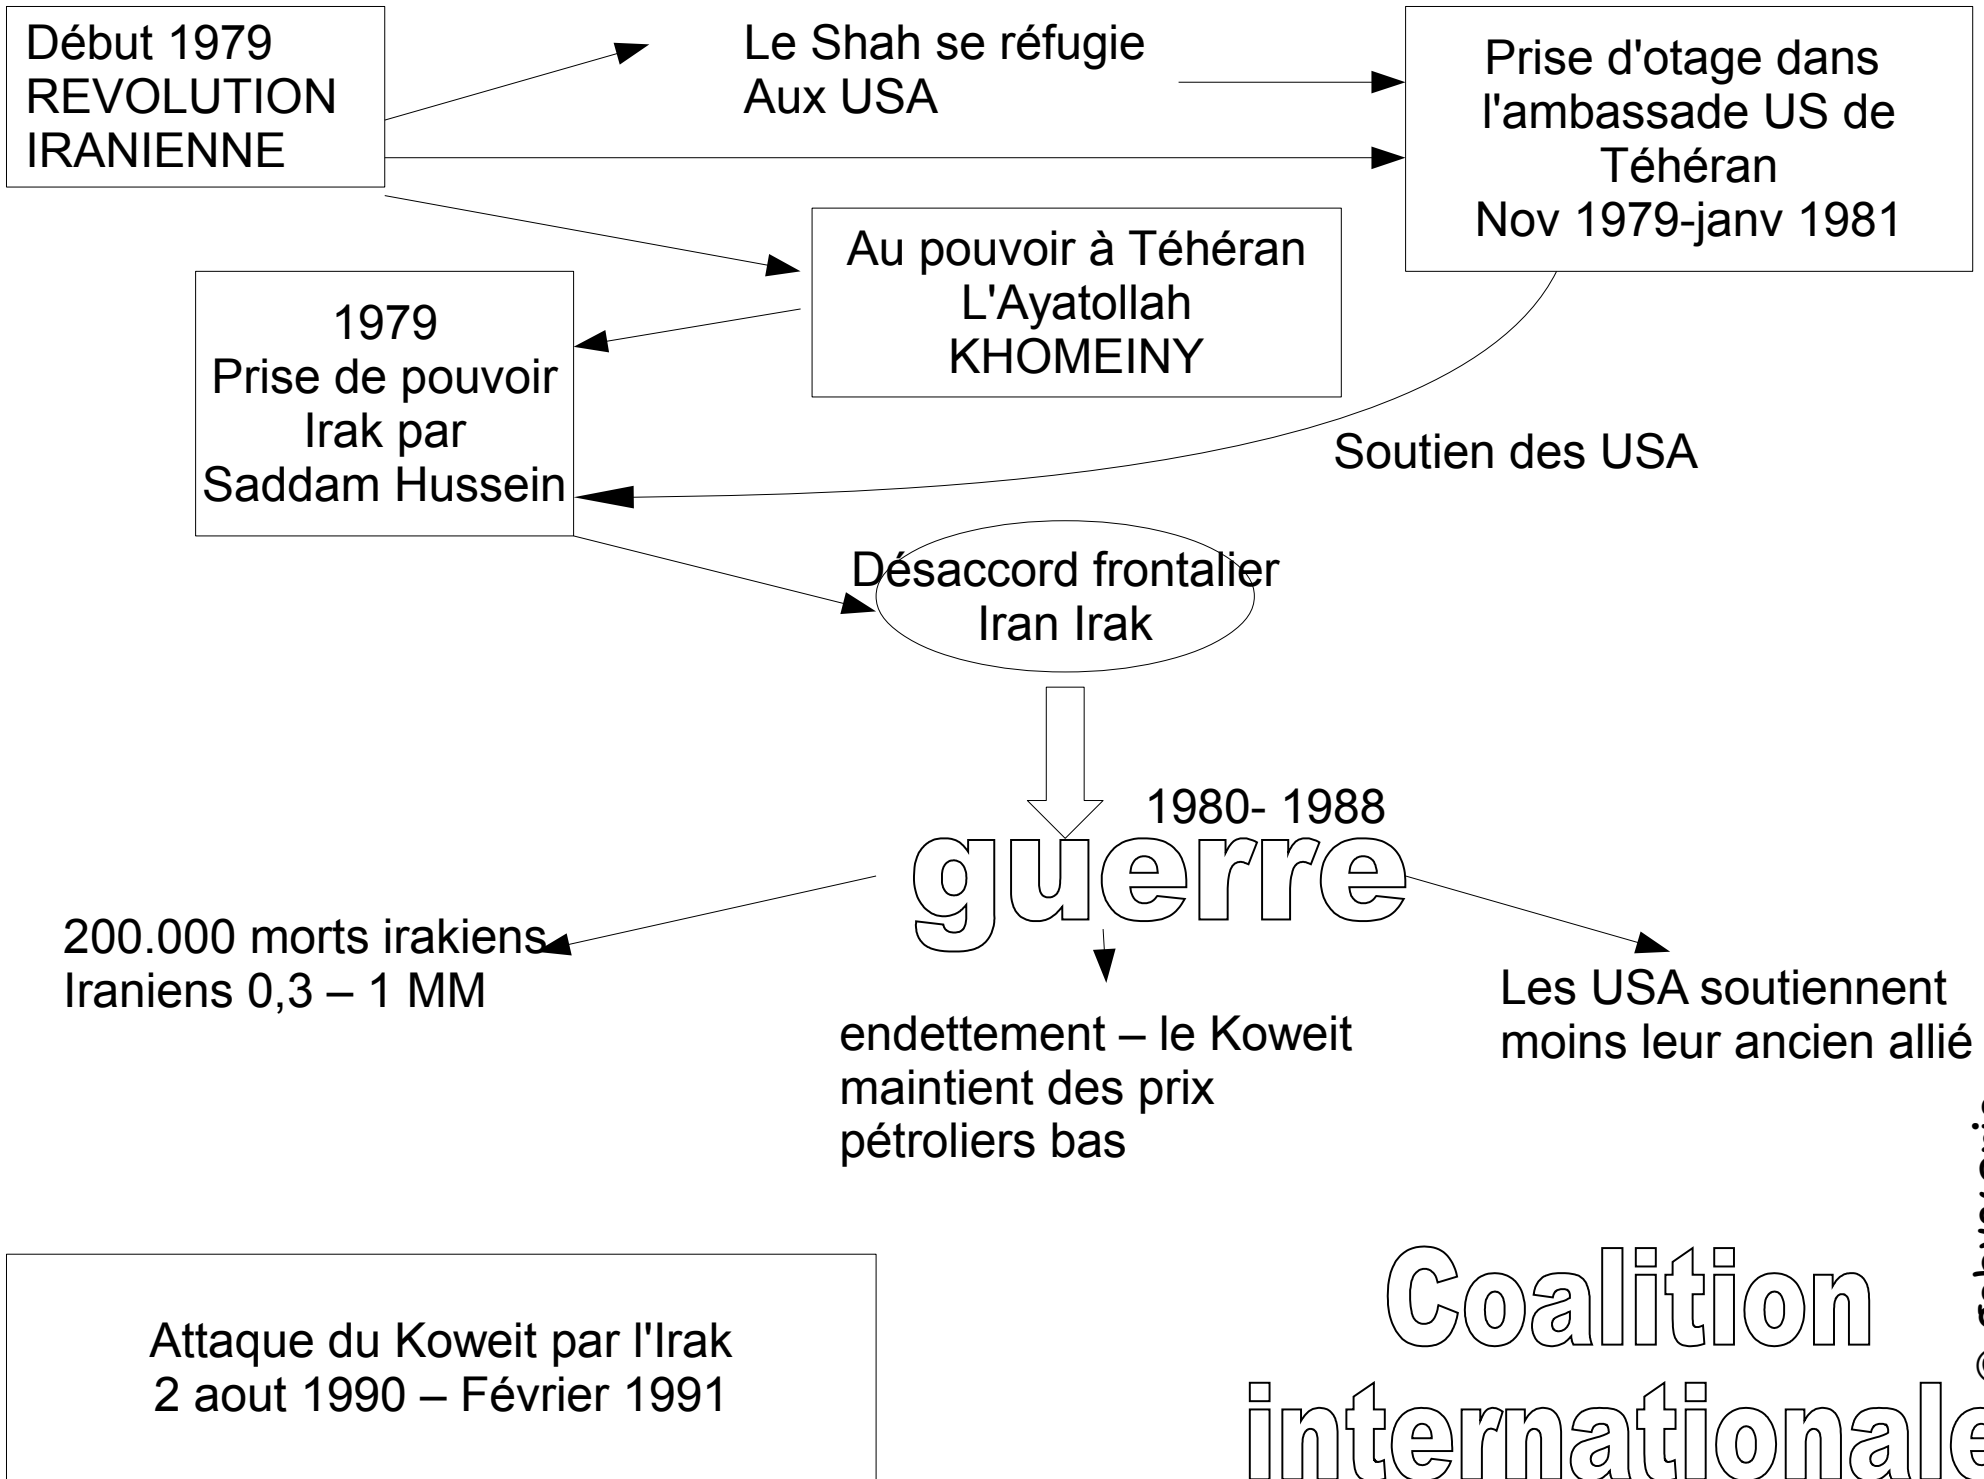 Début 1979
REVOLUTION
IRANIENNE
Le Shah se réfugie
Aux USA
Prise d'otage dans
l'ambassade US de
Téhéran
Nov 1979-janv 1981
Au pouvoir à Téhéran
L'Ayatollah
KHOMEINY
1979
Prise de pouvoir
Irak par
Saddam Hussein
Soutien des USA
Désaccord frontalier
Iran Irak
1980- 1988
guerre
200.000 morts irakiens
Iraniens 0,3 – 1 MM
endettement – le Koweit
maintient des prix
pétroliers bas
Les USA soutiennent
moins leur ancien allié
Attaque du Koweit par l'Irak
2 aout 1990 – Février 1991
Coalition
internationale